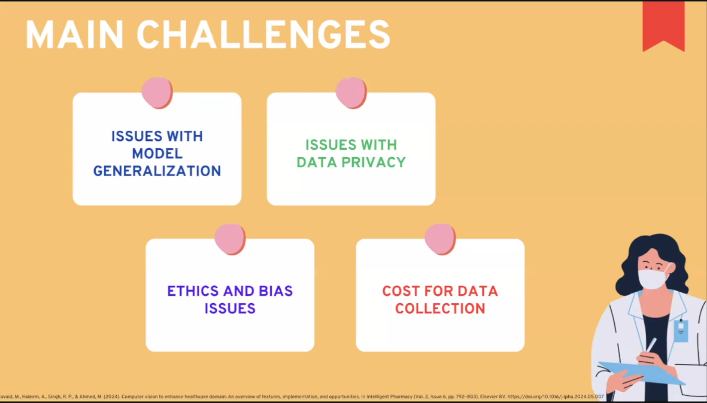 MAIN CHALLENGES
ISSUES WITH
MODEL
GENERALIZATION
ISSUES WITH
DATA PRIVACY
ETHICS AND BIAS
ISSUES
COST FOR DATA
COLLECTION
M., Haleem, A., Singh, R. P., & Ahmed, M. (2024). Computer vision to enhance healthcare domain: An overview of features, implementation, and opportunities. In Intelligent Pharmacy (Vol. 2, Issue 6, pp. 792–803). Elsevier BV. https://doi.org/10.1016/j.ipha.2024.05.007